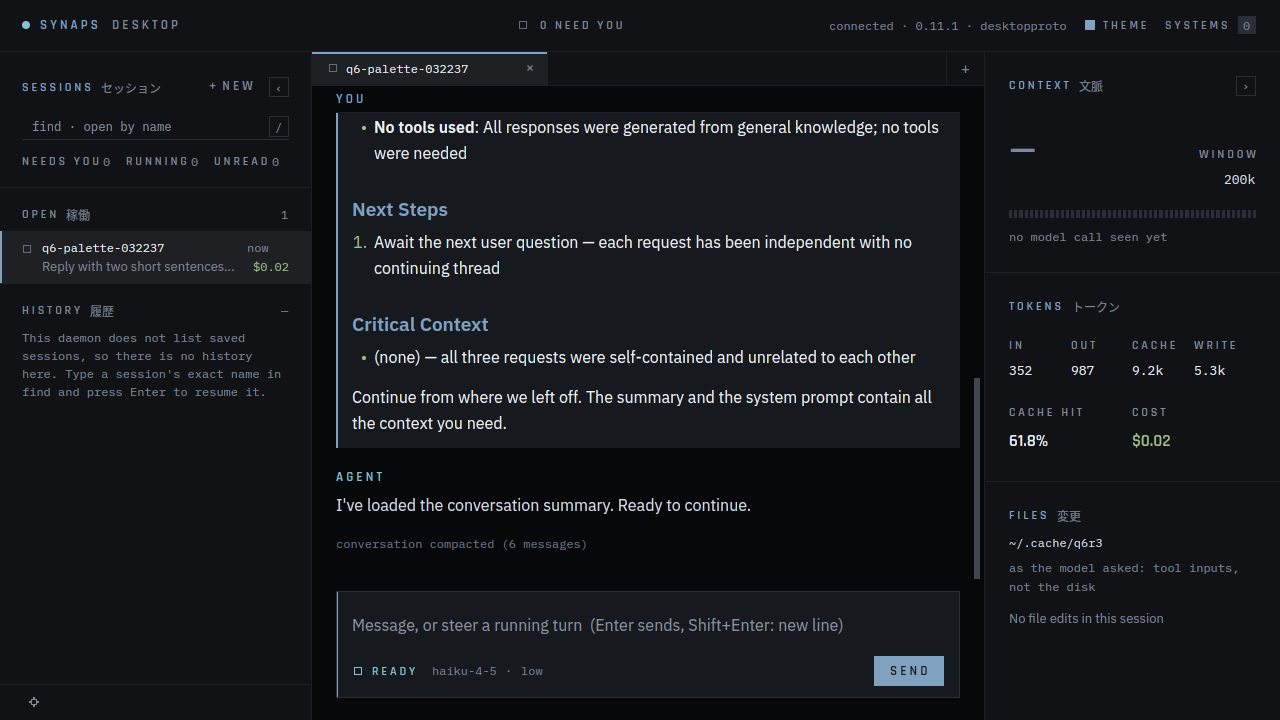 SYNAPS DESKTOP
0 NEED YOU
connected · 0.11.1 · desktopproto
THEME
SYSTEMS 0
SESSIONS セッション
+ NEW
‹
find · open by name
/
NEEDS YOU 0 RUNNING 0 UNREAD 0
OPEN 稼働
1
q6-palette-032237
now
Reply with two short sentences…
$0.02
HISTORY 履歴
—
This daemon does not list saved
sessions, so there is no history
here. Type a session's exact name in
find and press Enter to resume it.
q6-palette-032237
×
+
YOU
• No tools used: All responses were generated from general knowledge; no tools
were needed
Next Steps
1. Await the next user question — each request has been independent with no
continuing thread
Critical Context
• (none) — all three requests were self-contained and unrelated to each other
Continue from where we left off. The summary and the system prompt contain all
the context you need.
AGENT
I've loaded the conversation summary. Ready to continue.
conversation compacted (6 messages)
Message, or steer a running turn (Enter sends, Shift+Enter: new line)
READY haiku-4-5 · low
SEND
CONTEXT 文脈
›
—
WINDOW
200k
no model call seen yet
TOKENS トークン
IN OUT CACHE WRITE
352 987 9.2k 5.3k
CACHE HIT COST
61.8% $0.02
FILES 変更
~/.cache/q6r3
as the model asked: tool inputs,
not the disk
No file edits in this session